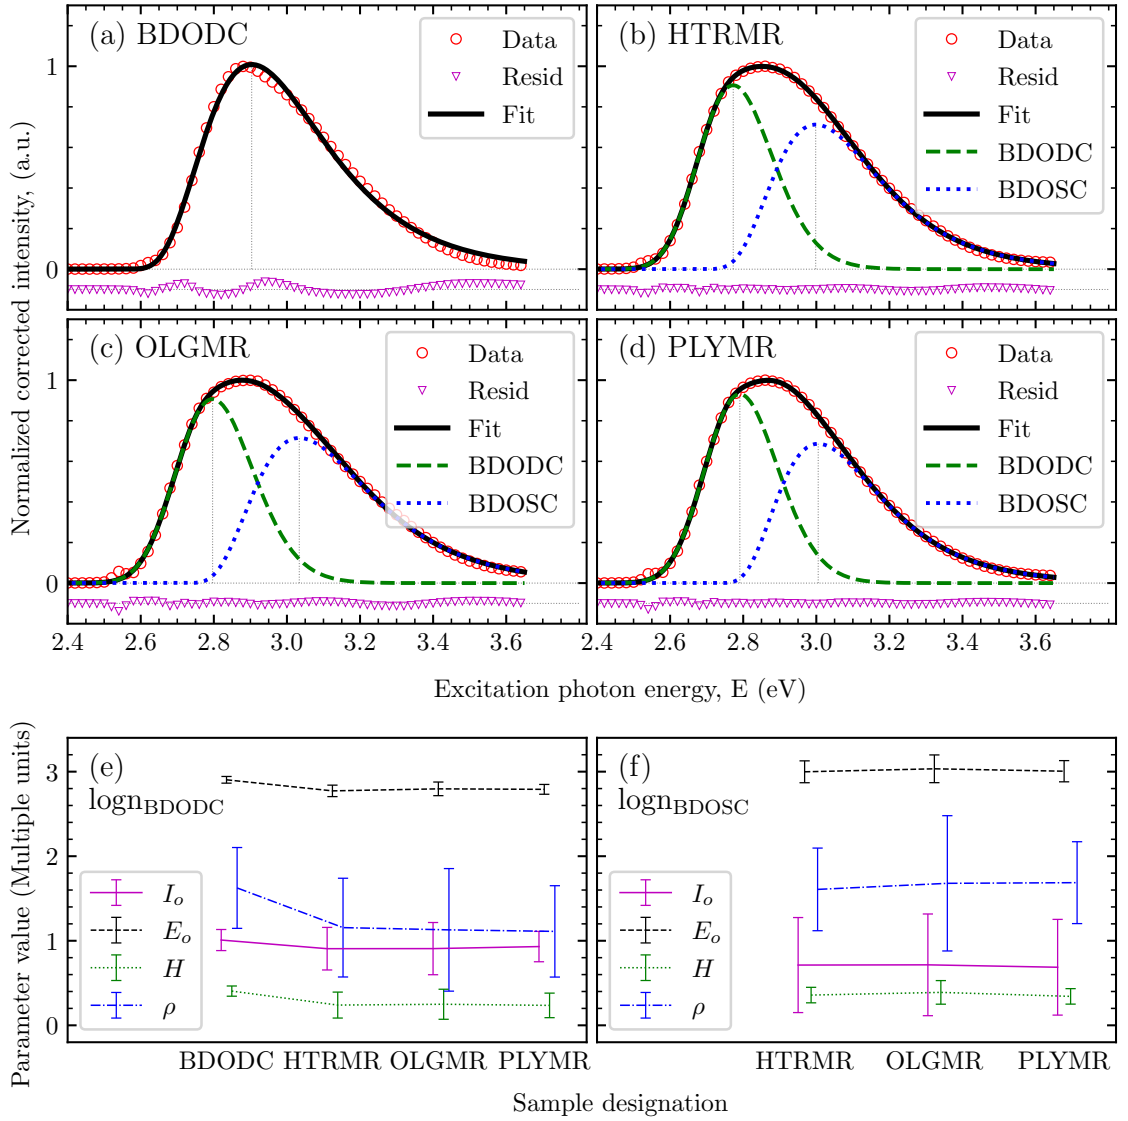 (a) BDODC
Data
Resid
Fit
1
0
(b) HTRMR
Data
Resid
Fit
BDODC
BDOSC
Normalized corrected intensity, (a.u.)
(c) OLGMR
Data
Resid
Fit
BDODC
BDOSC
1
0
2.4 2.6 2.8 3.0 3.2 3.4 3.6
(d) PLYMR
Data
Resid
Fit
BDODC
BDOSC
2.4 2.6 2.8 3.0 3.2 3.4 3.6
Excitation photon energy, E (eV)
Parameter value (Multiple units)
(e)
lognBDODC
3
2
1
0
Io
Eo
H
ρ
BDODC HTRMR OLGMR PLYMR
(f)
lognBDOSC
Io
Eo
H
ρ
HTRMR OLGMR PLYMR
Sample designation